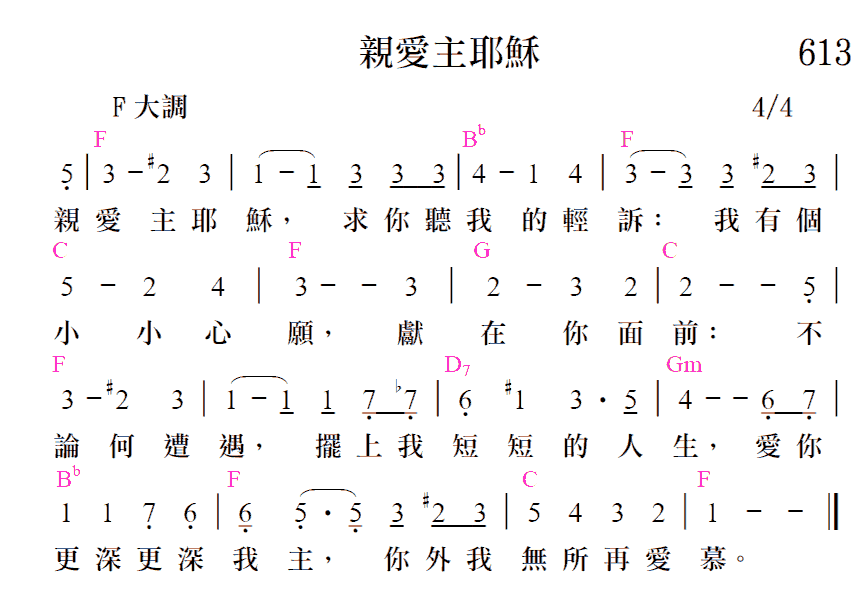 親愛主耶穌 613
F 大調 4/4
F B♭ F
5̣ | 3 - #2 3 | 1 - 1 3 3 3 | 4 - 1 4 | 3 - 3 3 #2 3 |
親愛主耶穌，求你聽我的輕訴：我有個
C F G C
5 - 2 4 | 3 - - 3 | 2 - 3 2 | 2 - - 5̣ |
小小心願，獻在你面前：不
F D7 Gm
3 - #2 3 | 1 - 1 1 7̣ ♭7̣ | 6̣ #1 3 · 5 | 4 - - 6̣ 7̣ |
論何遭遇，擺上我短短的人生，愛你
B♭ F C F
1 1 7̣ 6̣ | 6̣ 5̣ · 5̣ 3 #2 3 | 5 4 3 2 | 1 - - ||
更深更深我主，你外我無所再愛慕。